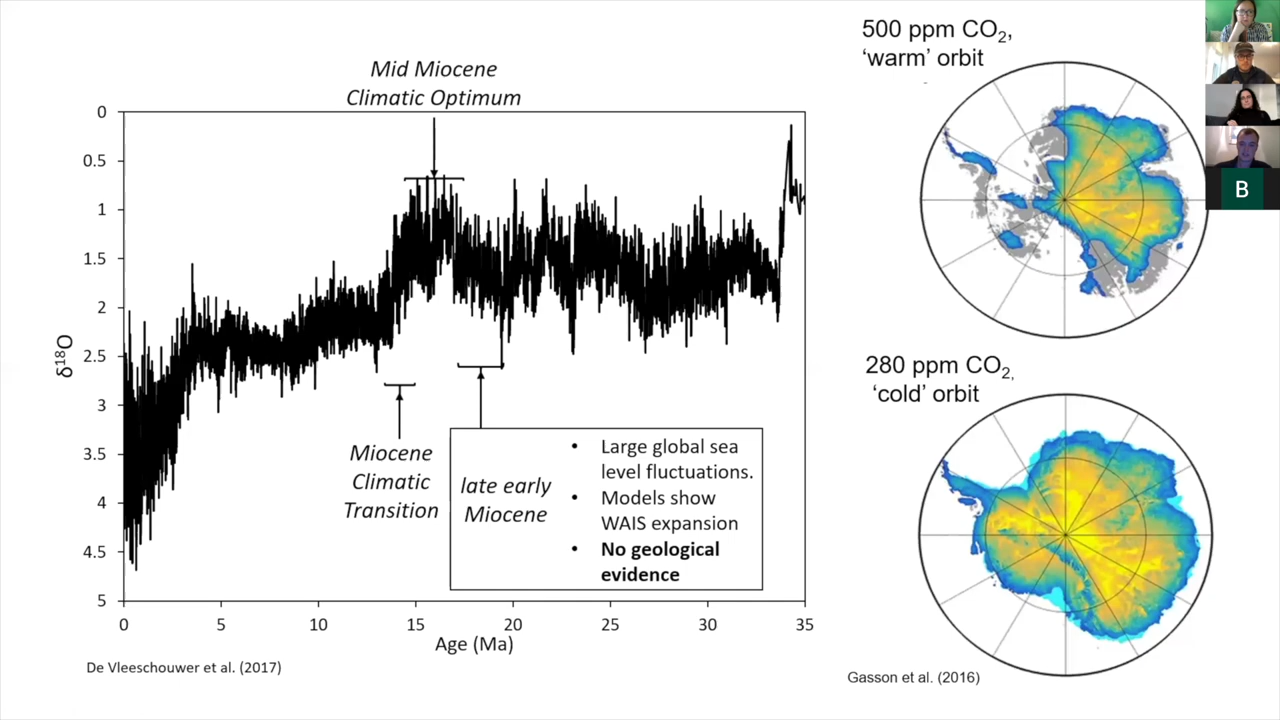 Mid Miocene
Climatic Optimum
0
0.5
1
1.5
2
2.5
3
3.5
4
4.5
5
δ¹⁸O
Miocene
Climatic
Transition
late early
Miocene
• Large global sea
level fluctuations.
• Models show
WAIS expansion
• No geological
evidence
0 5 10 15 20 25 30 35
Age (Ma)
De Vleeschouwer et al. (2017)
500 ppm CO₂,
‘warm’ orbit
280 ppm CO₂,
‘cold’ orbit
Gasson et al. (2016)
B